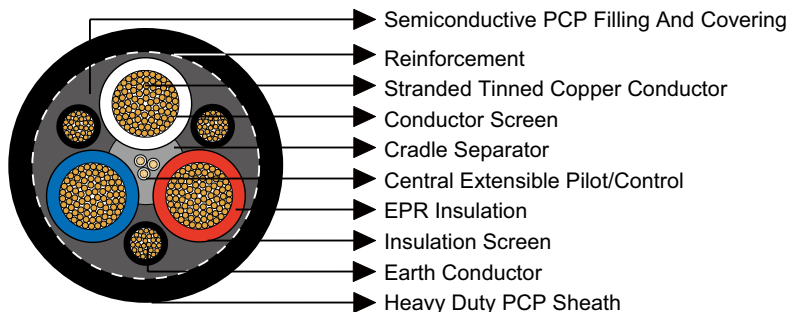 Semiconductive PCP Filling And Covering
Reinforcement
Stranded Tinned Copper Conductor
Conductor Screen
Cradle Separator
Central Extensible Pilot/Control
EPR Insulation
Insulation Screen
Earth Conductor
Heavy Duty PCP Sheath